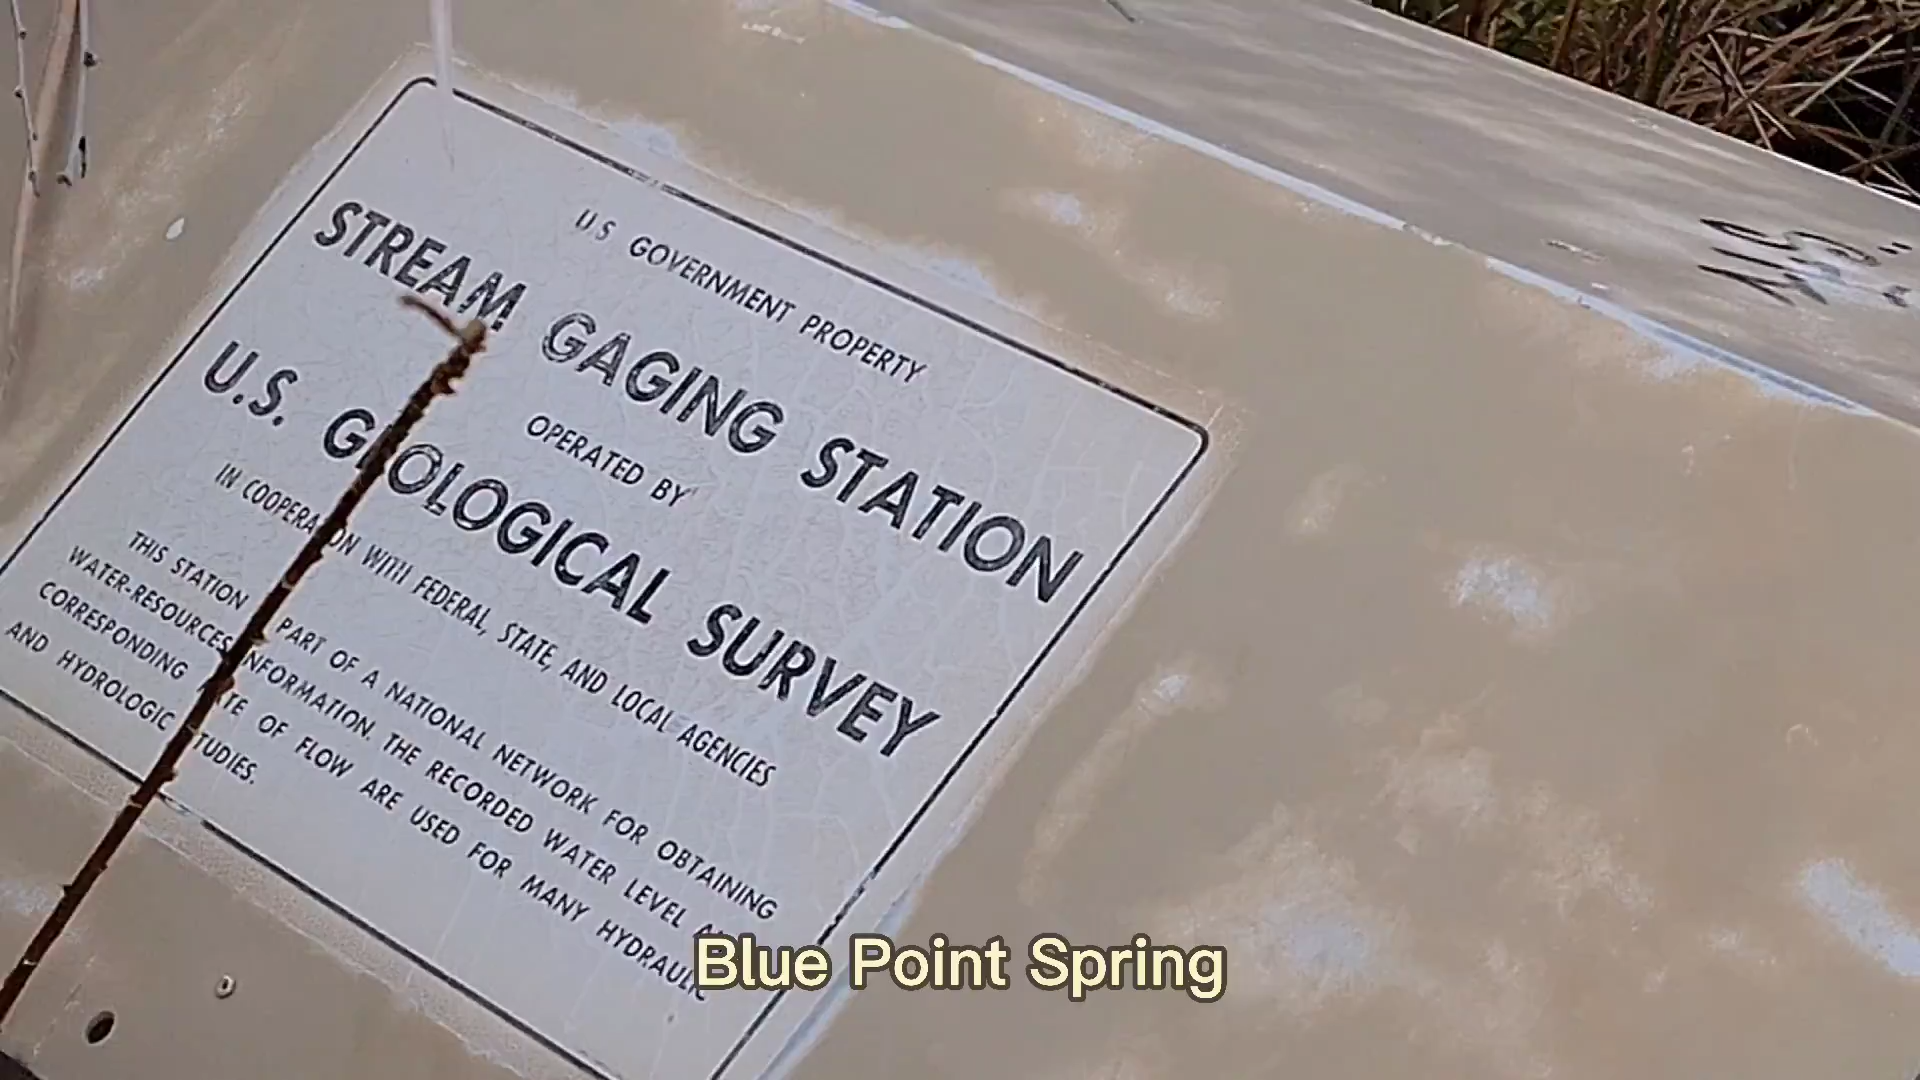 U.S. GOVERNMENT PROPERTY
STREAM GAGING STATION
OPERATED BY
U.S. GEOLOGICAL SURVEY
IN COOPERATION WITH FEDERAL, STATE, AND LOCAL AGENCIES
THIS STATION PART OF A NATIONAL NETWORK FOR OBTAINING
WATER-RESOURCES INFORMATION. THE RECORDED WATER LEVEL
CORRESPONDING OF FLOW ARE USED FOR MANY HYDRAULIC
AND HYDROLOGIC STUDIES.
Blue Point Spring